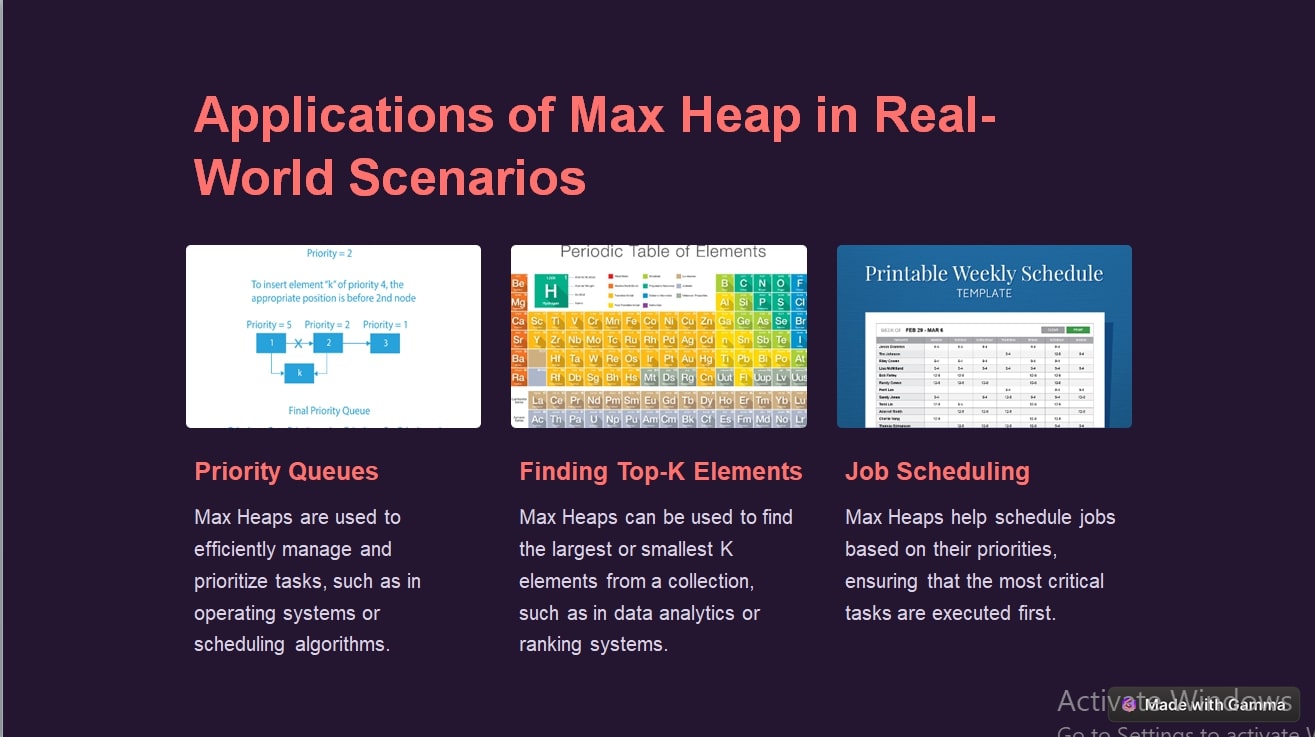 Applications of Max Heap in Real-
World Scenarios
Priority = 2
To insert element "k" of priority 4, the
appropriate position is before 2nd node
Priority = 5 Priority = 2 Priority = 1
1 X 2 3
k
Final Priority Queue
Periodic Table of Elements
H
Hydrogen
Be B C N O F
Mg Al Si P S Cl
Ca Sc Ti V Cr Mn Fe Co Ni Cu Zn Ga Ge As Se Br
Sr Y Zr Nb Mo Tc Ru Rh Pd Ag Cd n Sn Sb Te I
Ba Hf Ta W Re Os Ir Pt Au Hg Ti Pb Bi Po At
Ra Rf Db Sg Bh Hs Mt Ds Rg Cn Uut Fl Uup Lv Uus
La Ce Pr Nd Pm Sm Eu Gd Tb Dy Ho Er Tm Yb Lu
Ac Th Pa U Np Pu Am Cm Bk Cf Es Fm Md No Lr
Printable Weekly Schedule
TEMPLATE
WEEK OF FEB 29 - MAR 6
Priority Queues
Max Heaps are used to
efficiently manage and
prioritize tasks, such as in
operating systems or
scheduling algorithms.
Finding Top-K Elements
Max Heaps can be used to find
the largest or smallest K
elements from a collection,
such as in data analytics or
ranking systems.
Job Scheduling
Max Heaps help schedule jobs
based on their priorities,
ensuring that the most critical
tasks are executed first.
Activate Windows
Made with Gamma
Go to Settings to activate